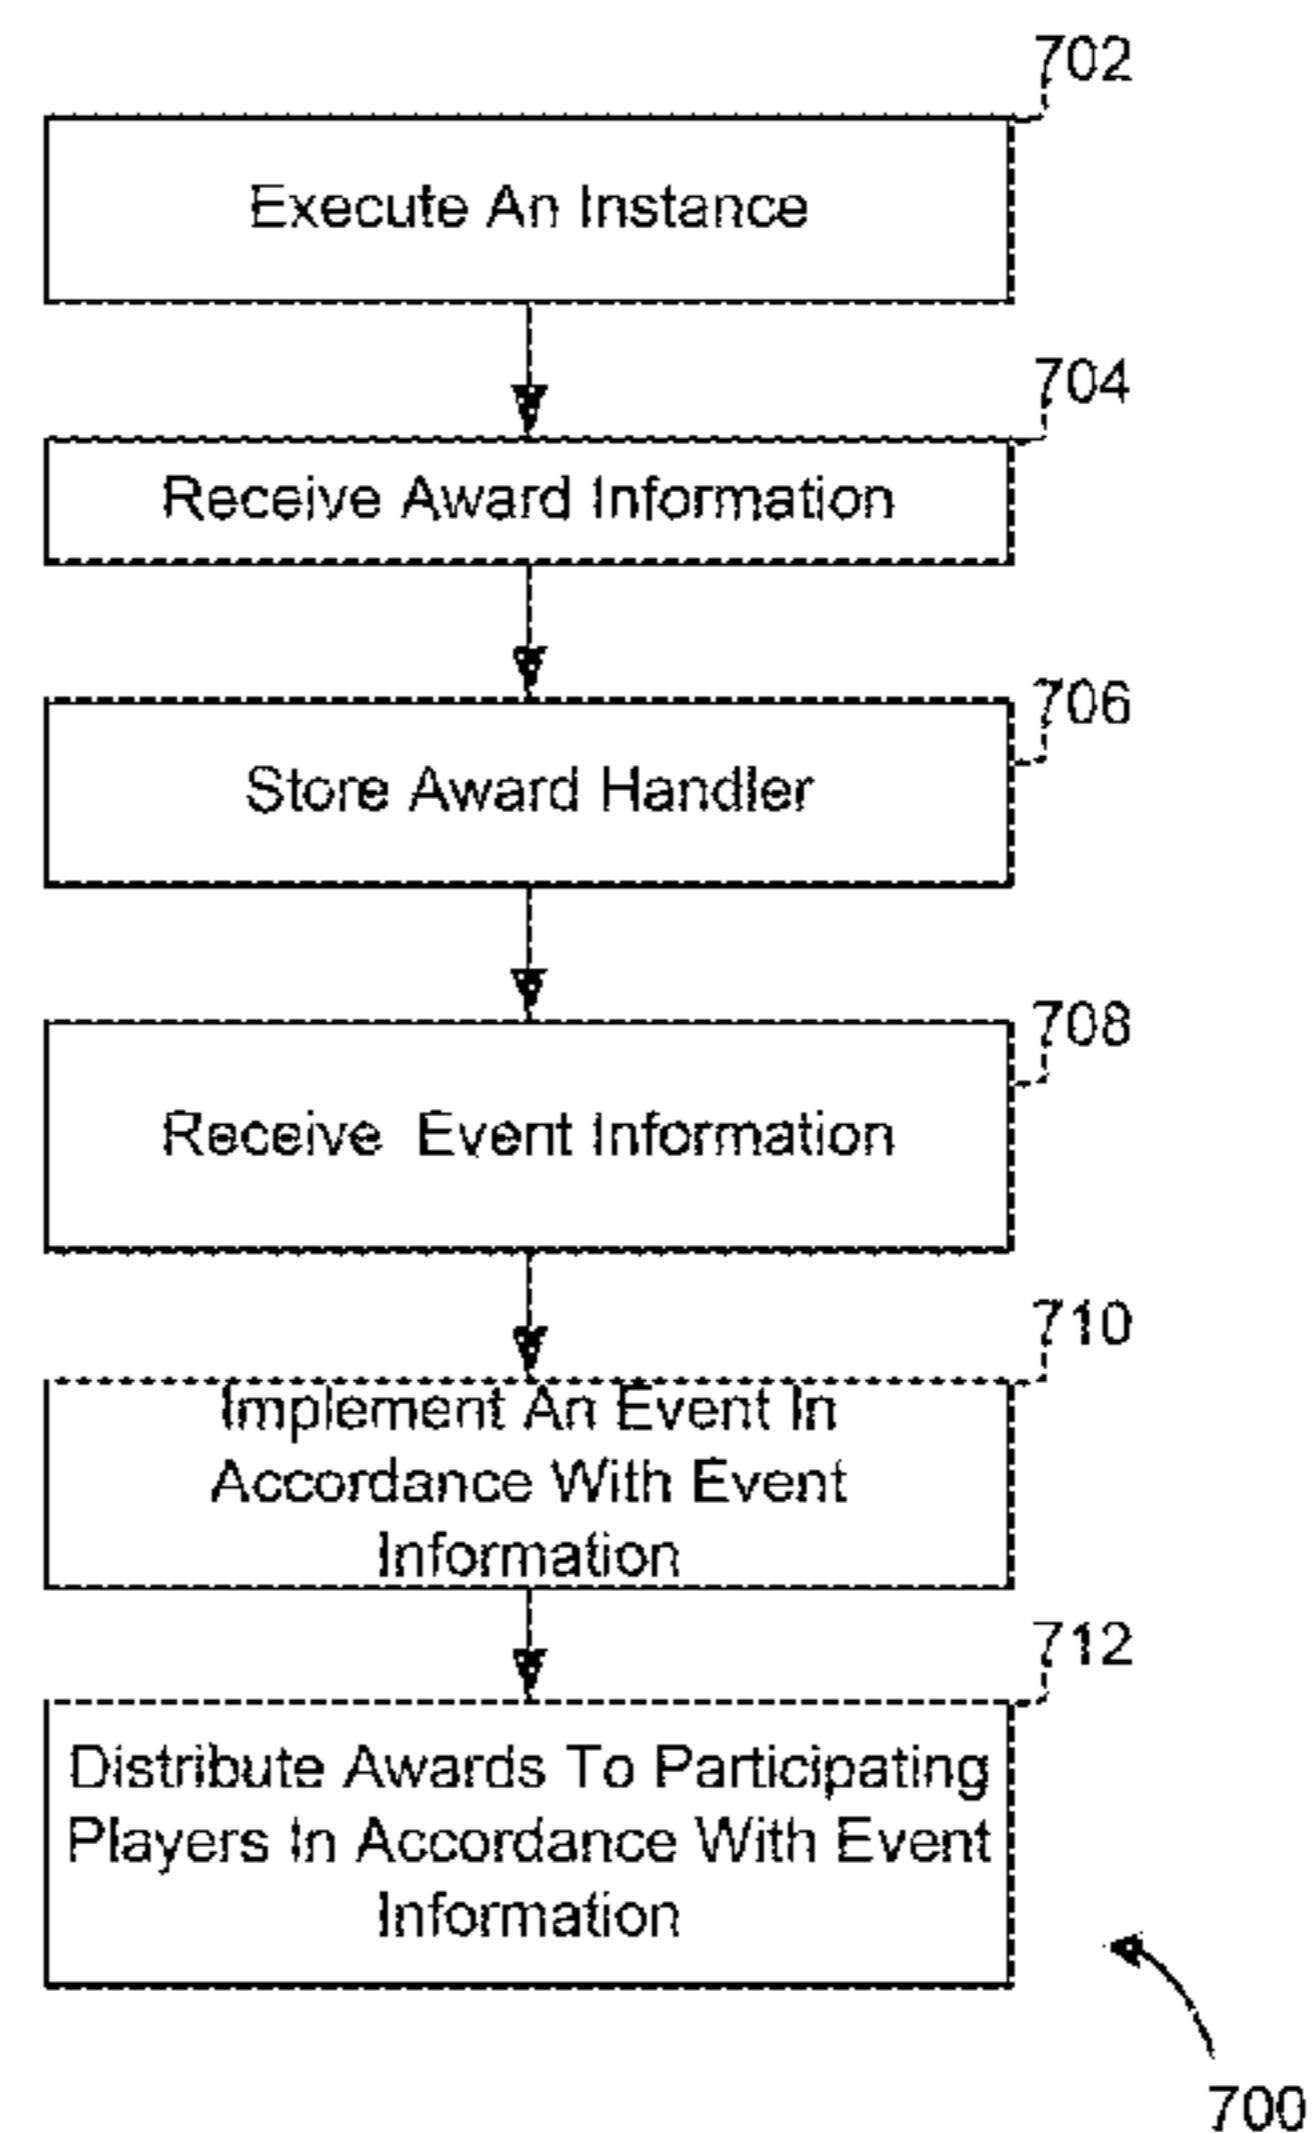 702
Execute An Instance
704
Receive Award Information
706
Store Award Handler
708
Receive Event Information
710
Implement An Event In
Accordance With Event
Information
712
Distribute Awards To Participating
Players In Accordance With Event
Information
700